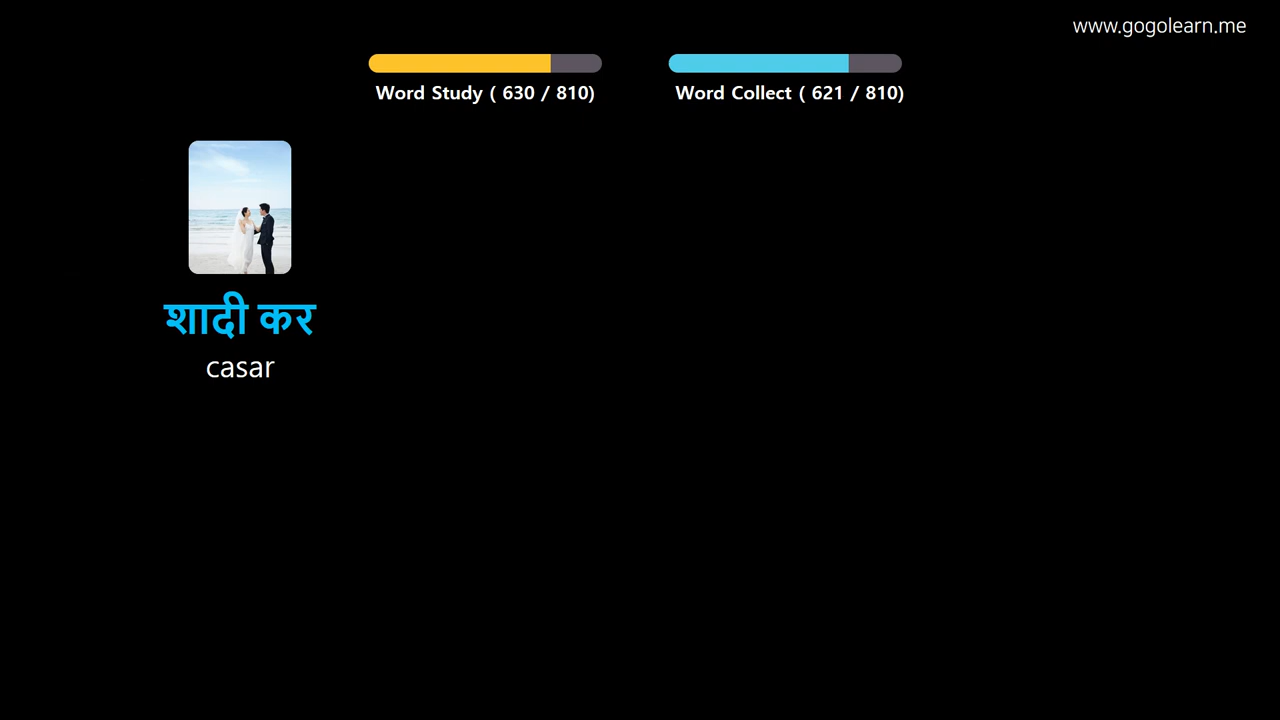 www.gogolearn.me
Word Study ( 630 / 810)
Word Collect ( 621 / 810)
शादी कर
casar